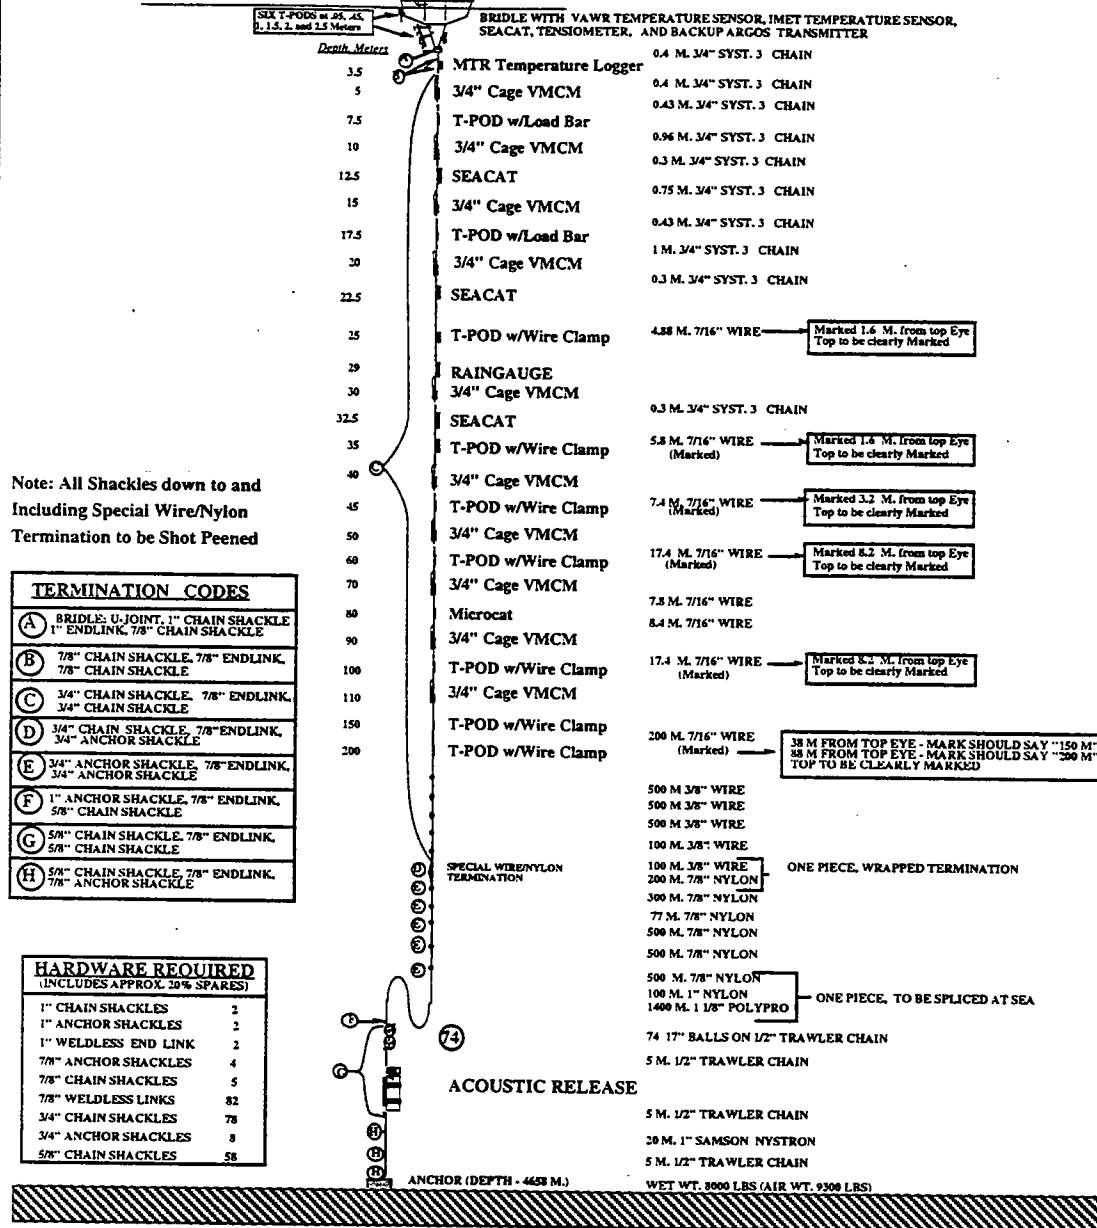 SIX T-PODS at .05, .45,
1.5, 2, and 2.5 Meters
BRIDLE WITH VAWR TEMPERATURE SENSOR, IMET TEMPERATURE SENSOR,
SEACAT, TENSIOMETER, AND BACKUP ARGOS TRANSMITTER
Depth, Meters
0.4 M. 3/4" SYST. 3 CHAIN
A
3.5 B MTR Temperature Logger
0.4 M. 3/4" SYST. 3 CHAIN
5 3/4" Cage VMCM
0.43 M. 3/4" SYST. 3 CHAIN
7.5 T-POD w/Load Bar
0.96 M. 3/4" SYST. 3 CHAIN
10 3/4" Cage VMCM
0.3 M. 3/4" SYST. 3 CHAIN
12.5 SEACAT
0.75 M. 3/4" SYST. 3 CHAIN
15 3/4" Cage VMCM
0.43 M. 3/4" SYST. 3 CHAIN
17.5 T-POD w/Load Bar
1 M. 3/4" SYST. 3 CHAIN
20 3/4" Cage VMCM
0.3 M. 3/4" SYST. 3 CHAIN
22.5 SEACAT
25 T-POD w/Wire Clamp 4.88 M. 7/16" WIRE
Marked 1.6 M. from top Eye
Top to be clearly Marked
29 RAINGAUGE
30 3/4" Cage VMCM
0.3 M. 3/4" SYST. 3 CHAIN
32.5 SEACAT
35 T-POD w/Wire Clamp 5.8 M. 7/16" WIRE
(Marked)
Marked 1.6 M. from top Eye
Top to be clearly Marked
C
40 3/4" Cage VMCM
45 T-POD w/Wire Clamp 7.4 M. 7/16" WIRE
(Marked)
Marked 3.2 M. from top Eye
Top to be clearly Marked
50 3/4" Cage VMCM
60 T-POD w/Wire Clamp 17.4 M. 7/16" WIRE
(Marked)
Marked 8.2 M. from top Eye
Top to be clearly Marked
70 3/4" Cage VMCM
7.8 M. 7/16" WIRE
80 Microcat
8.4 M. 7/16" WIRE
90 3/4" Cage VMCM
100 T-POD w/Wire Clamp 17.4 M. 7/16" WIRE
(Marked)
Marked 8.2 M. from top Eye
Top to be clearly Marked
110 3/4" Cage VMCM
150 T-POD w/Wire Clamp
200 M. 7/16" WIRE
(Marked)
200 T-POD w/Wire Clamp
38 M FROM TOP EYE - MARK SHOULD SAY "150 M"
88 M FROM TOP EYE - MARK SHOULD SAY "200 M"
TOP TO BE CLEARLY MARKED
Note: All Shackles down to and
Including Special Wire/Nylon
Termination to be Shot Peened
TERMINATION CODES
A BRIDLE: U-JOINT, 1" CHAIN SHACKLE
1" ENDLINK, 7/8" CHAIN SHACKLE
B 7/8" CHAIN SHACKLE, 7/8" ENDLINK,
7/8" CHAIN SHACKLE
C 3/4" CHAIN SHACKLE, 7/8" ENDLINK,
3/4" CHAIN SHACKLE
D 3/4" CHAIN SHACKLE, 7/8"ENDLINK,
3/4" ANCHOR SHACKLE
E 3/4" ANCHOR SHACKLE, 7/8"ENDLINK,
3/4" ANCHOR SHACKLE
F 1" ANCHOR SHACKLE, 7/8" ENDLINK,
5/8" CHAIN SHACKLE
G 5/8" CHAIN SHACKLE, 7/8" ENDLINK,
5/8" CHAIN SHACKLE
H 5/8" CHAIN SHACKLE, 7/8" ENDLINK,
7/8" ANCHOR SHACKLE
500 M 3/8" WIRE
500 M 3/8" WIRE
500 M 3/8" WIRE
100 M. 3/8" WIRE
D SPECIAL WIRE/NYLON
TERMINATION
100 M. 3/8" WIRE
200 M. 7/8" NYLON
ONE PIECE, WRAPPED TERMINATION
E
300 M. 7/8" NYLON
E
77 M. 7/8" NYLON
E
500 M. 7/8" NYLON
E
500 M. 7/8" NYLON
E
500 M. 7/8" NYLON
100 M. 1" NYLON
1400 M. 1 1/8" POLYPRO
ONE PIECE, TO BE SPLICED AT SEA
74
74 17" BALLS ON 1/2" TRAWLER CHAIN
5 M. 1/2" TRAWLER CHAIN
ACOUSTIC RELEASE
5 M. 1/2" TRAWLER CHAIN
H
20 M. 1" SAMSON NYSTRON
H
5 M. 1/2" TRAWLER CHAIN
H
ANCHOR (DEPTH - 4658 M.)
WET WT. 8000 LBS (AIR WT. 9300 LBS)
HARDWARE REQUIRED
(INCLUDES APPROX. 20% SPARES)
1" CHAIN SHACKLES 2
1" ANCHOR SHACKLES 2
1" WELDLESS END LINK 2
7/8" ANCHOR SHACKLES 4
7/8" CHAIN SHACKLES 5
7/8" WELDLESS LINKS 82
3/4" CHAIN SHACKLES 78
3/4" ANCHOR SHACKLES 8
5/8" CHAIN SHACKLES 58